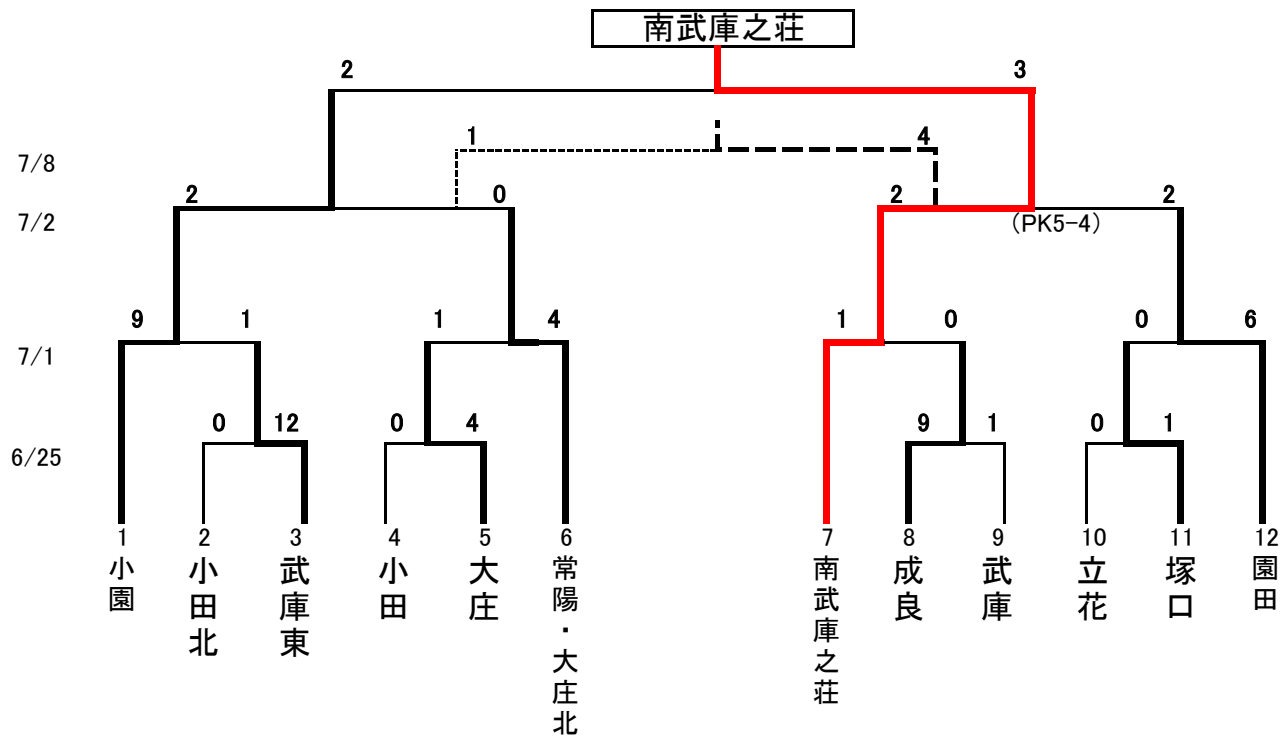 南武庫之荘
2 3
1 4
7/8
2 0 2 2
7/2
(PK5-4)
9 1 1 4 1 0 0 6
7/1
0 12 0 4 9 1 0 1
6/25
1 2 3 4 5 6 7 8 9 10 11 12
小園
小田北
武庫東
小田
大庄
常陽・大庄北
南武庫之荘
成良
武庫
立花
塚口
園田